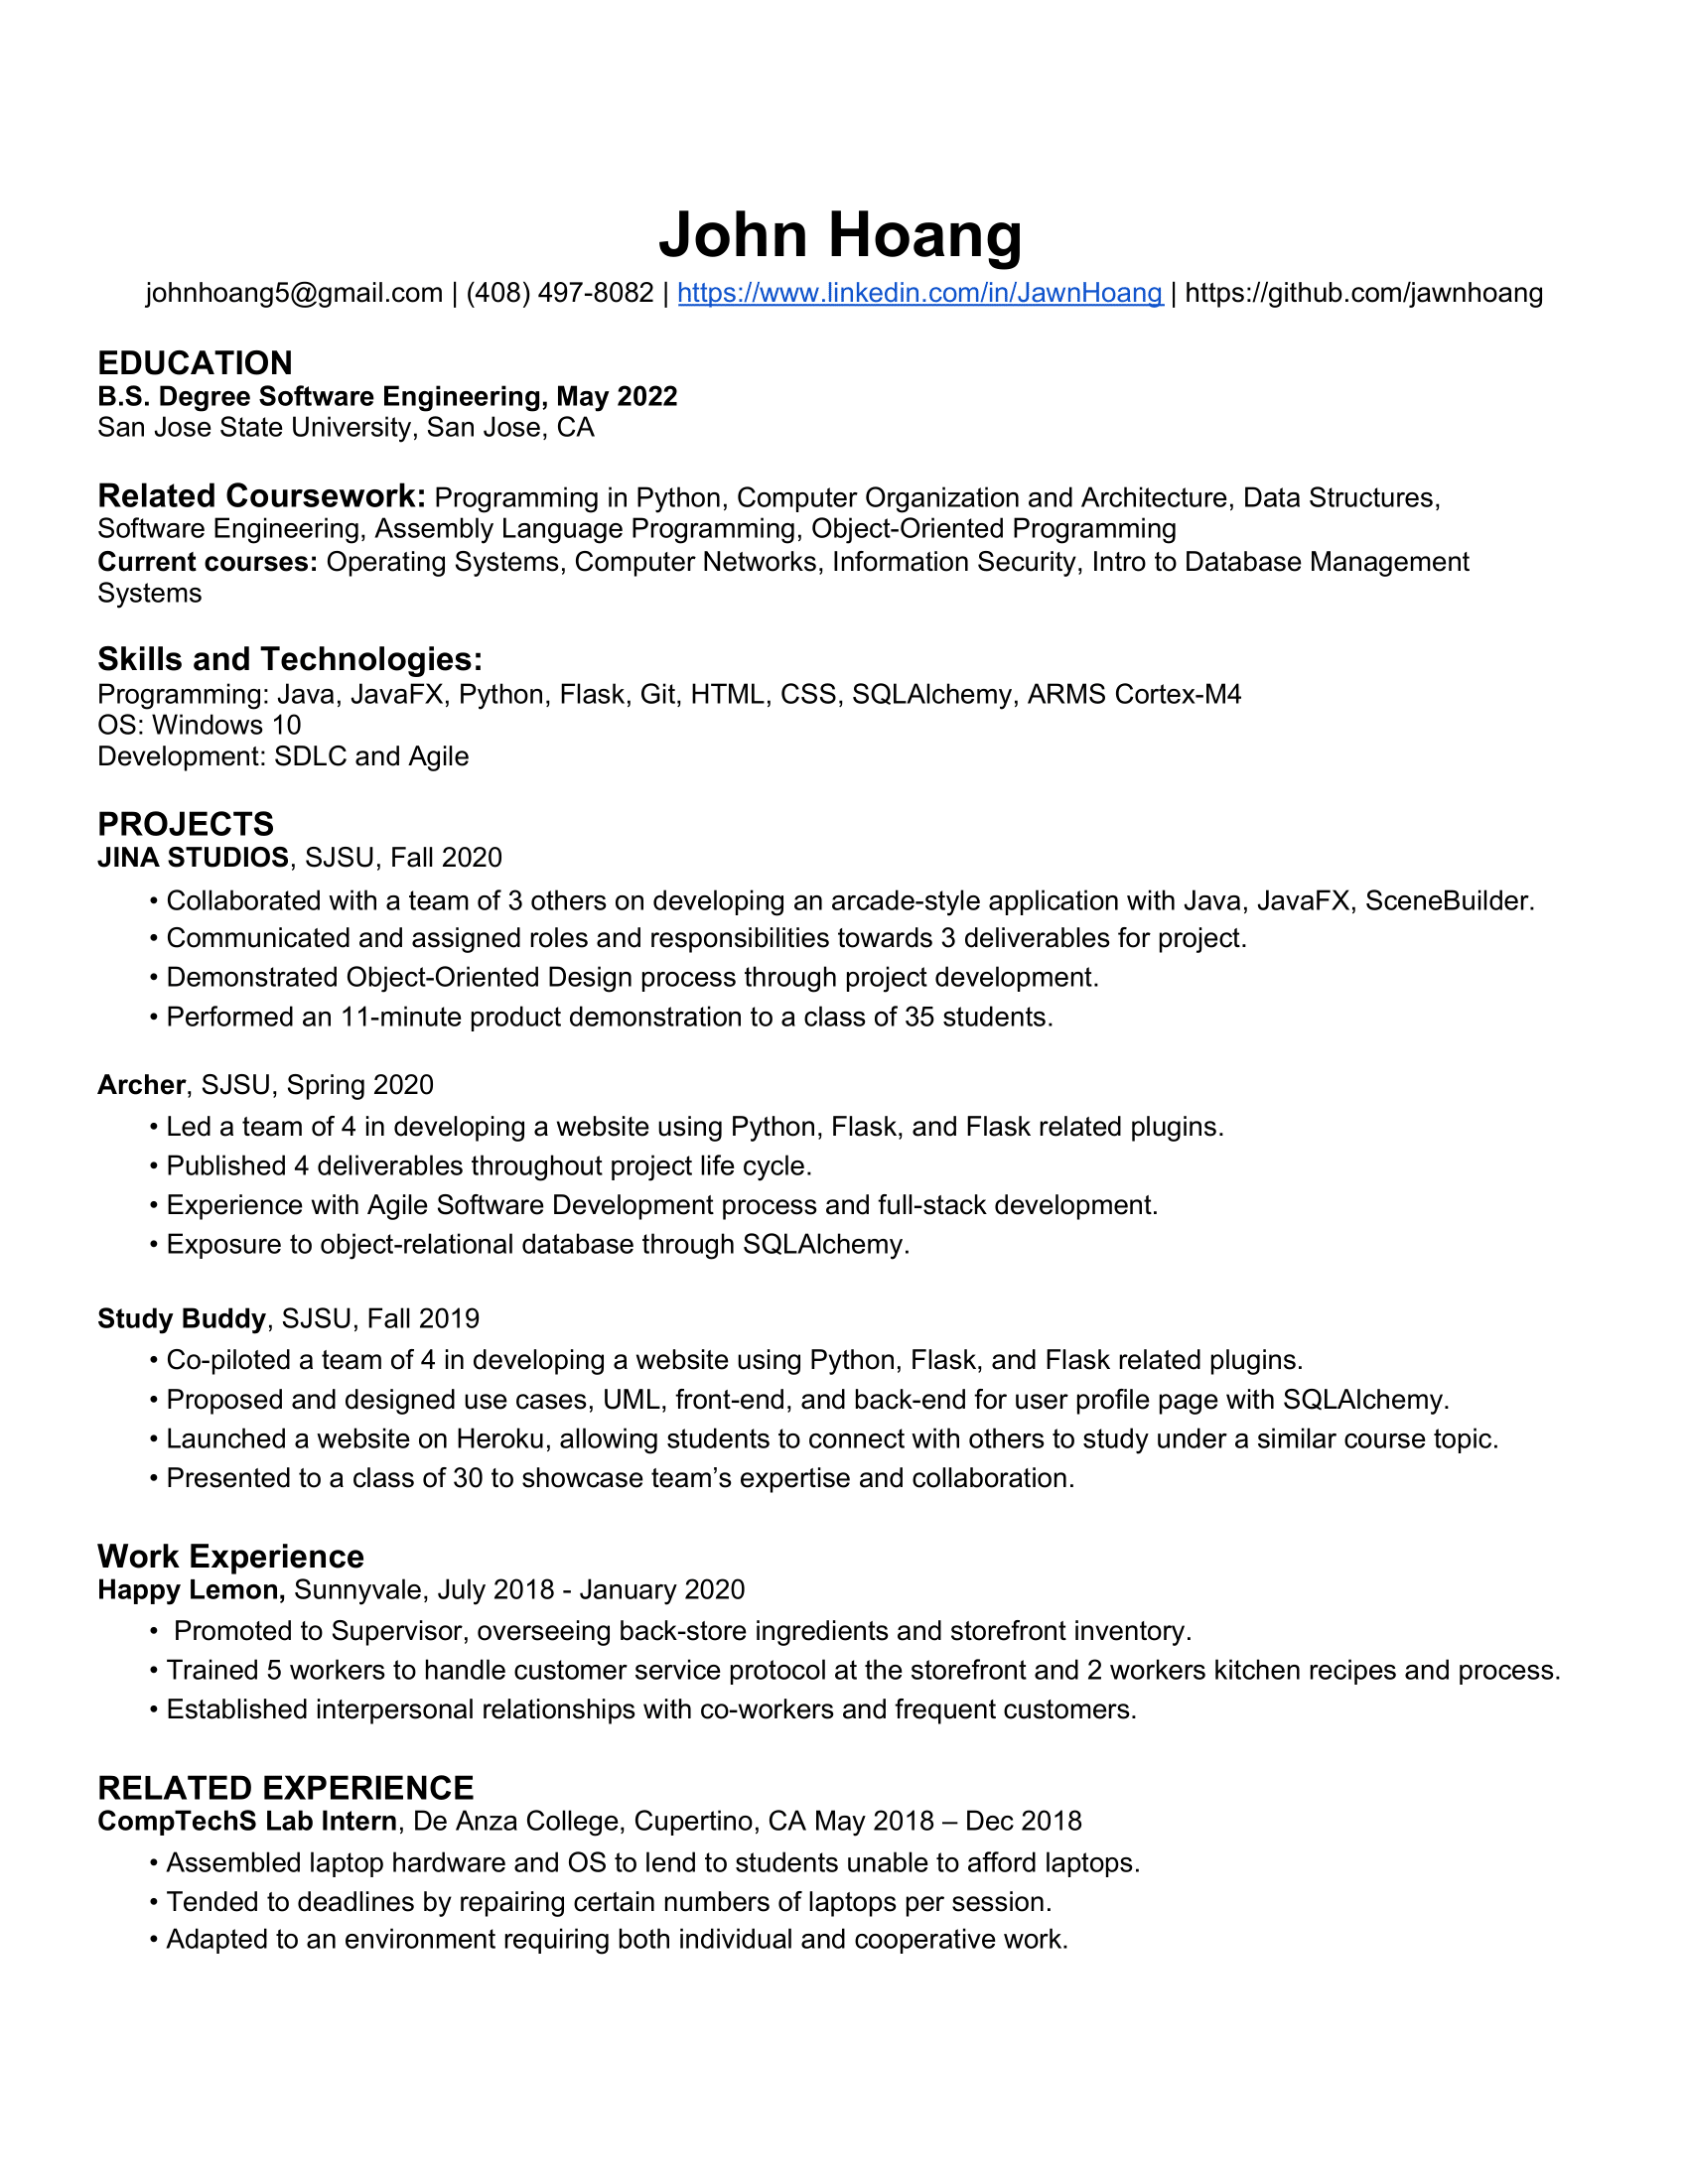 John Hoang
johnhoang5@gmail.com | (408) 497-8082 | https://www.linkedin.com/in/JawnHoang | https://github.com/jawnhoang
EDUCATION
B.S. Degree Software Engineering, May 2022
San Jose State University, San Jose, CA
Related Coursework: Programming in Python, Computer Organization and Architecture, Data Structures,
Software Engineering, Assembly Language Programming, Object-Oriented Programming
Current courses: Operating Systems, Computer Networks, Information Security, Intro to Database Management
Systems
Skills and Technologies:
Programming: Java, JavaFX, Python, Flask, Git, HTML, CSS, SQLAlchemy, ARMS Cortex-M4
OS: Windows 10
Development: SDLC and Agile
PROJECTS
JINA STUDIOS, SJSU, Fall 2020
• Collaborated with a team of 3 others on developing an arcade-style application with Java, JavaFX, SceneBuilder.
• Communicated and assigned roles and responsibilities towards 3 deliverables for project.
• Demonstrated Object-Oriented Design process through project development.
• Performed an 11-minute product demonstration to a class of 35 students.
Archer, SJSU, Spring 2020
• Led a team of 4 in developing a website using Python, Flask, and Flask related plugins.
• Published 4 deliverables throughout project life cycle.
• Experience with Agile Software Development process and full-stack development.
• Exposure to object-relational database through SQLAlchemy.
Study Buddy, SJSU, Fall 2019
• Co-piloted a team of 4 in developing a website using Python, Flask, and Flask related plugins.
• Proposed and designed use cases, UML, front-end, and back-end for user profile page with SQLAlchemy.
• Launched a website on Heroku, allowing students to connect with others to study under a similar course topic.
• Presented to a class of 30 to showcase team’s expertise and collaboration.
Work Experience
Happy Lemon, Sunnyvale, July 2018 - January 2020
• Promoted to Supervisor, overseeing back-store ingredients and storefront inventory.
• Trained 5 workers to handle customer service protocol at the storefront and 2 workers kitchen recipes and process.
• Established interpersonal relationships with co-workers and frequent customers.
RELATED EXPERIENCE
CompTechS Lab Intern, De Anza College, Cupertino, CA May 2018 – Dec 2018
• Assembled laptop hardware and OS to lend to students unable to afford laptops.
• Tended to deadlines by repairing certain numbers of laptops per session.
• Adapted to an environment requiring both individual and cooperative work.